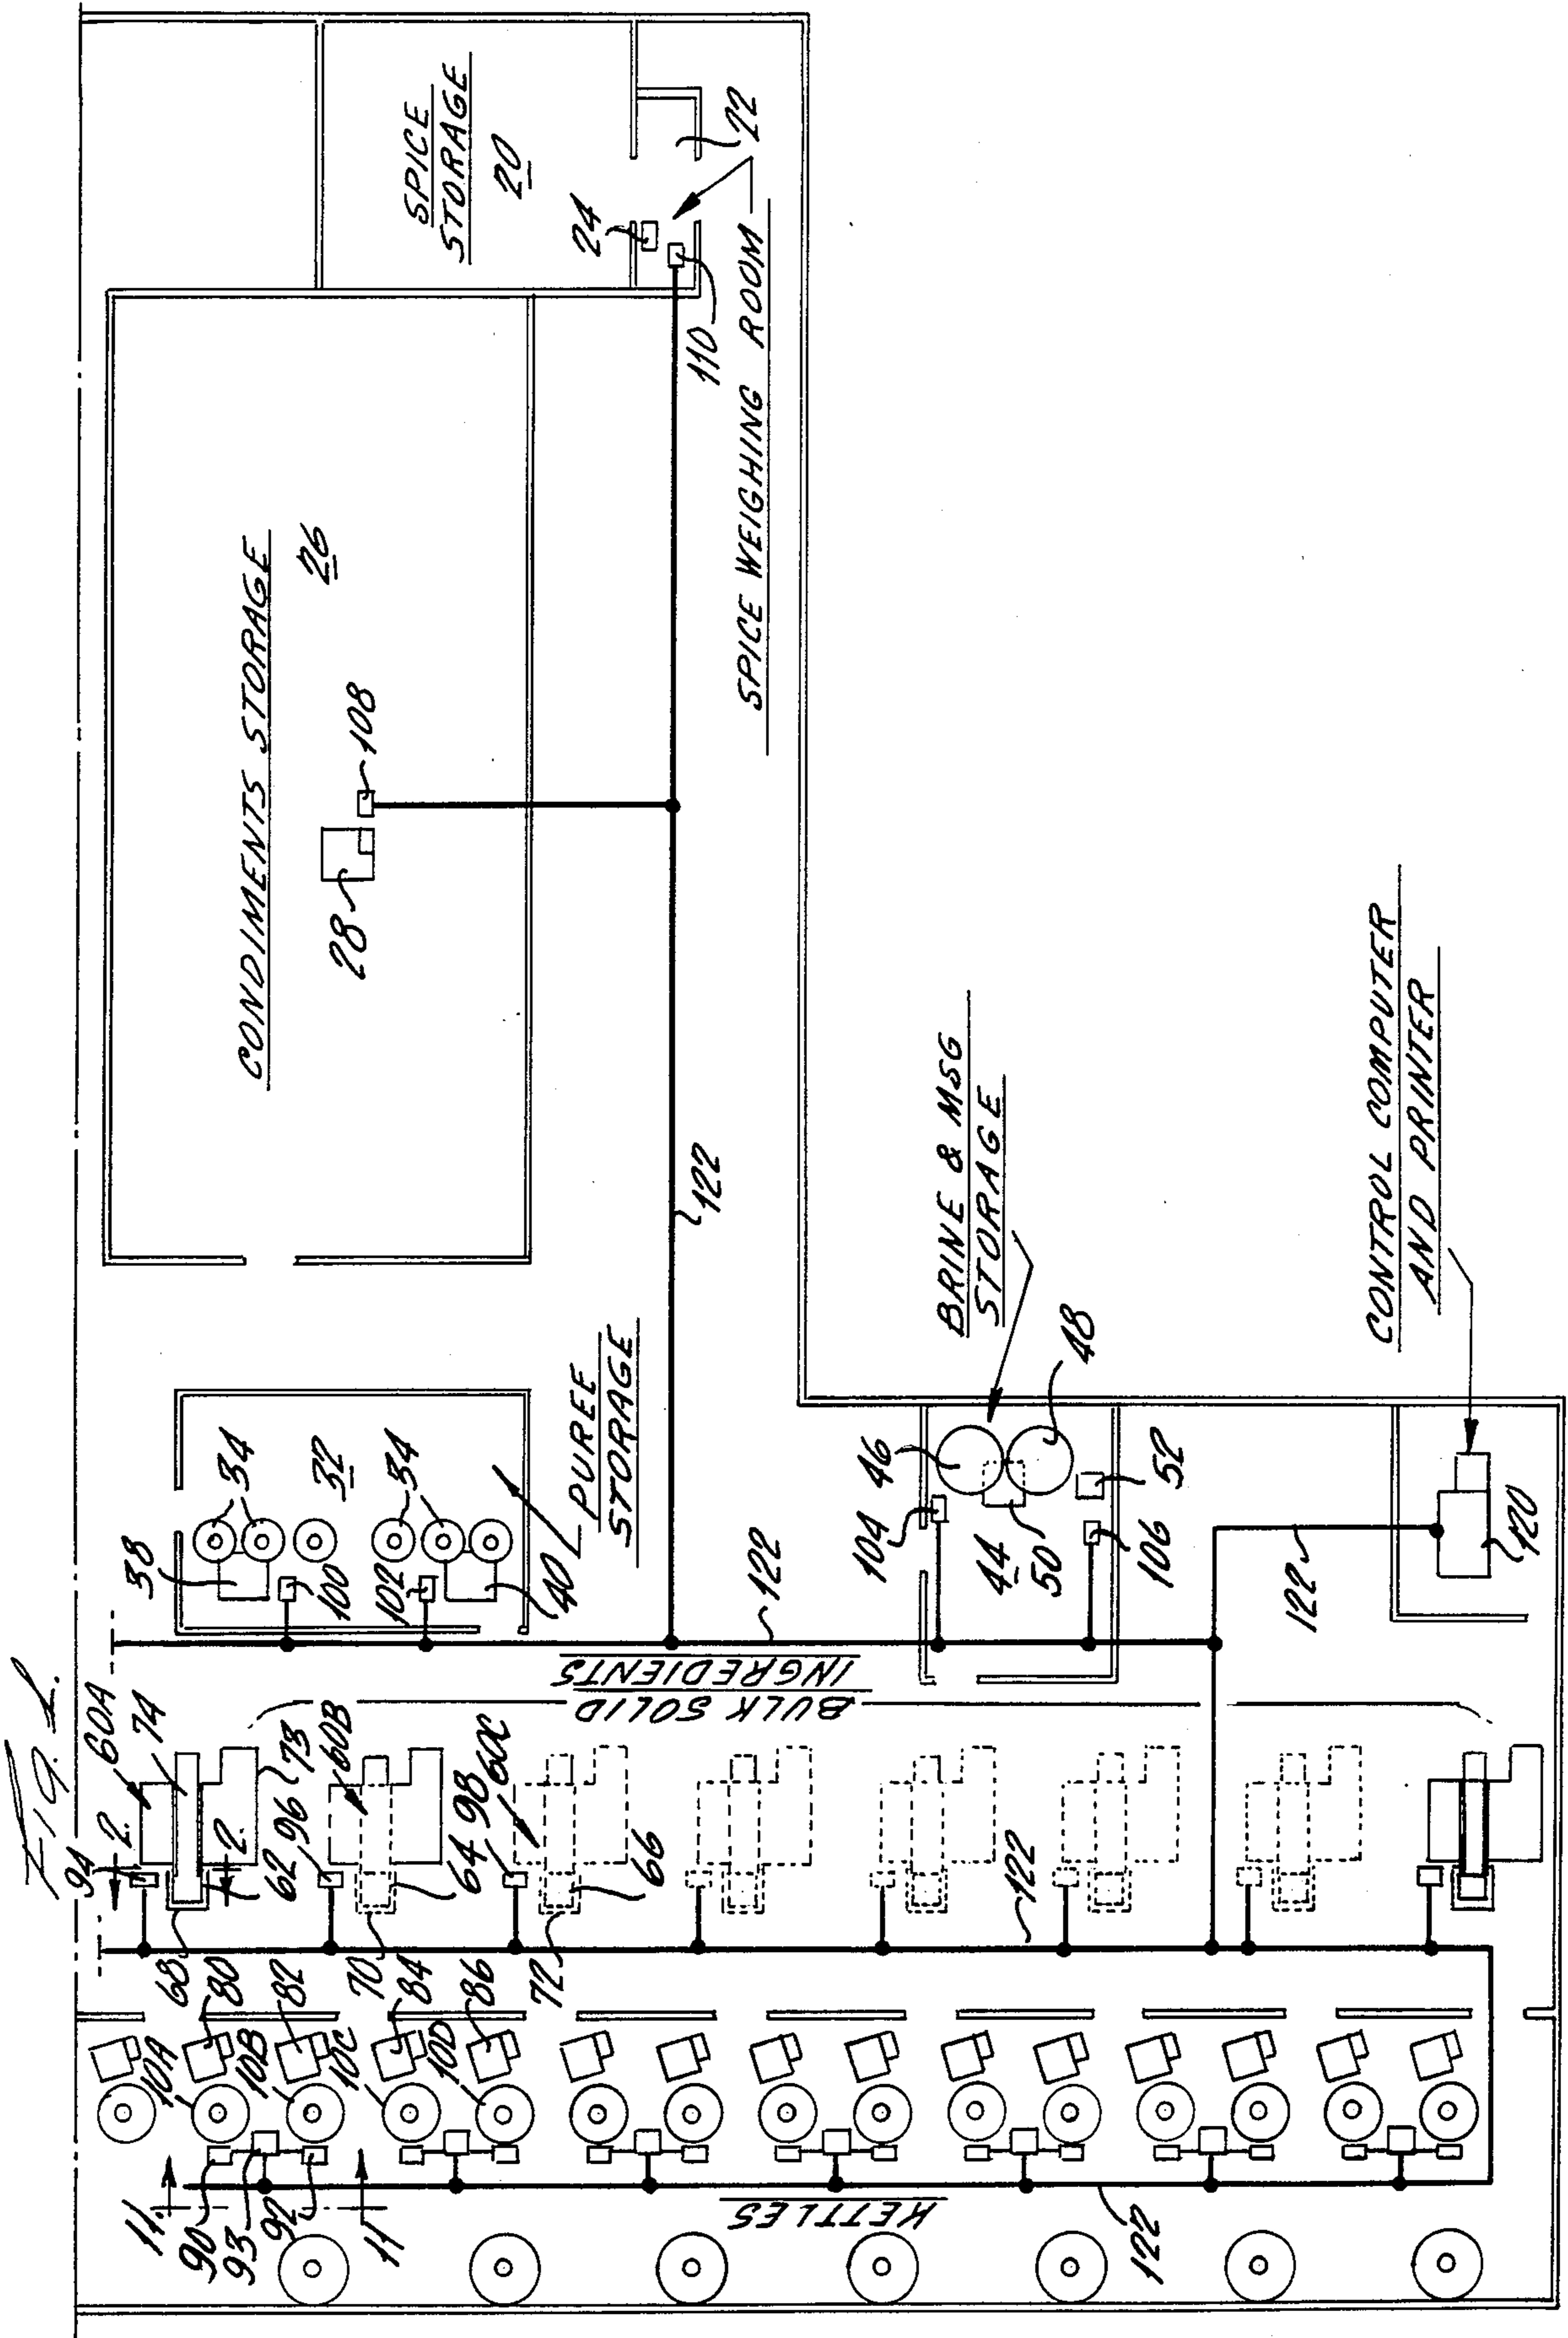 Fig. 1.
SPICE
STORAGE
20
22
24
110
SPICE WEIGHING ROOM
CONDIMENTS STORAGE
26
108
28
122
34
32
34
38
100
102
40
PUREE
STORAGE
BRINE & MSG
STORAGE
46
48
104
44
50
52
106
122
122
CONTROL COMPUTER
AND PRINTER
120
BULK SOLID
INGREDIENTS
60A
74
94
2.
2.
73
96
62
60B
64
98
60C
66
68
70
72
122
80
82
84
86
10A
10B
10C
10D
11.
11
90
93
92
KETTLES
122